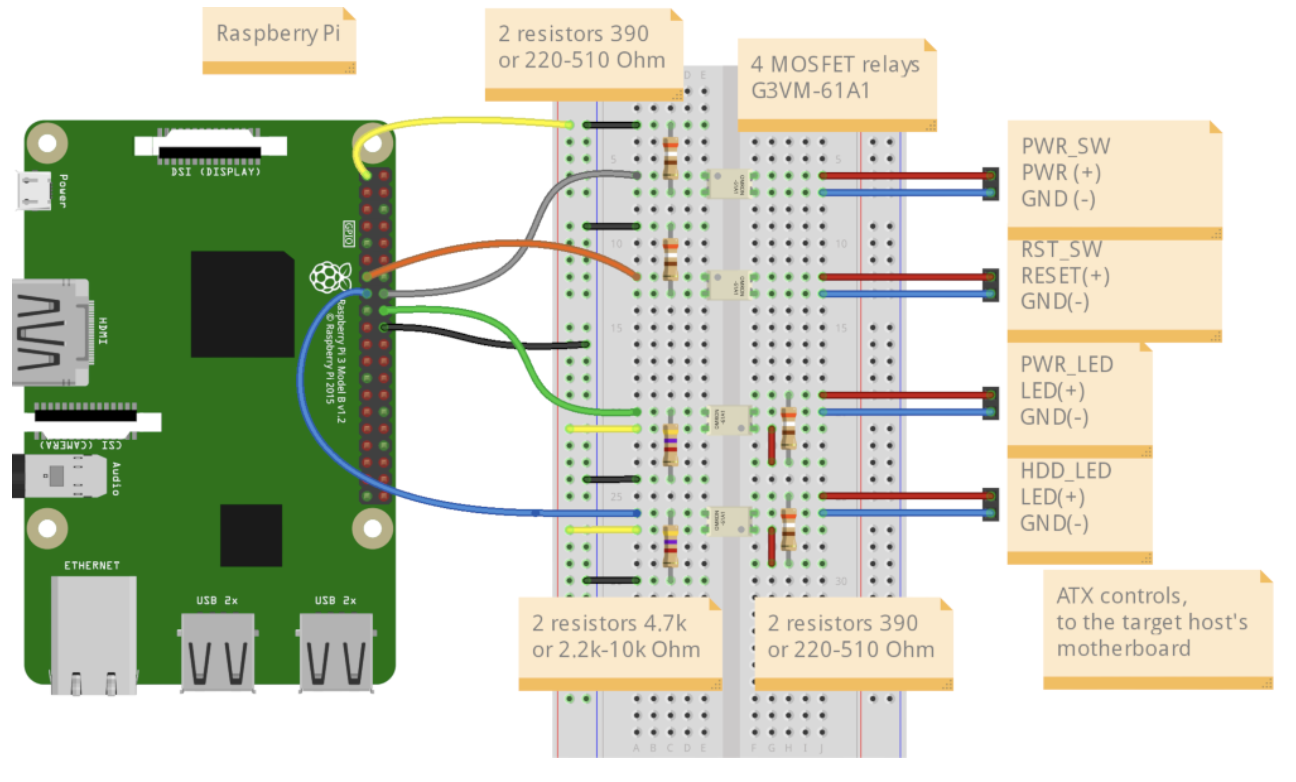 Raspberry Pi
2 resistors 390
or 220-510 Ohm
4 MOSFET relays
G3VM-61A1
DSI (DISPLAY)
Power
GPIO
HDMI
Raspberry Pi 3 Model B v1.2
© Raspberry Pi 2015
CSI (CAMERA)
Audio
ETHERNET
USB 2x
USB 2x
D E
5
5
10
10
15
15
25
30
A B C D E
F G H I J
PWR_SW
PWR (+)
GND (-)
RST_SW
RESET(+)
GND(-)
PWR_LED
LED(+)
GND(-)
HDD_LED
LED(+)
GND(-)
2 resistors 4.7k
or 2.2k-10k Ohm
2 resistors 390
or 220-510 Ohm
ATX controls,
to the target host's
motherboard